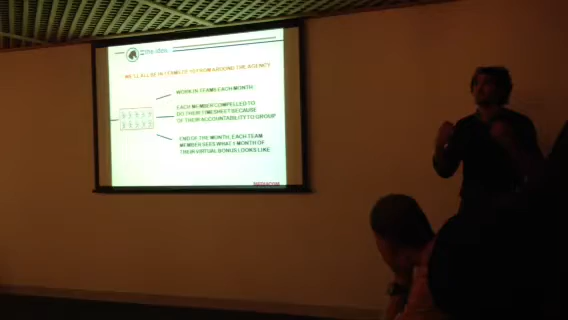 the idea.
WE'LL ALL BE IN TEAMS OF 10 FROM AROUND THE AGENCY
WORK IN TEAMS EACH MONTH
EACH MEMBER COMPELLED TO
DO THEIR TIMESHEET BECAUSE
OF THEIR ACCOUNTABILITY TO GROUP
END OF THE MONTH, EACH TEAM
MEMBER SEES WHAT 1 MONTH OF
THEIR VIRTUAL BONUS LOOKS LIKE
MEDIACOM